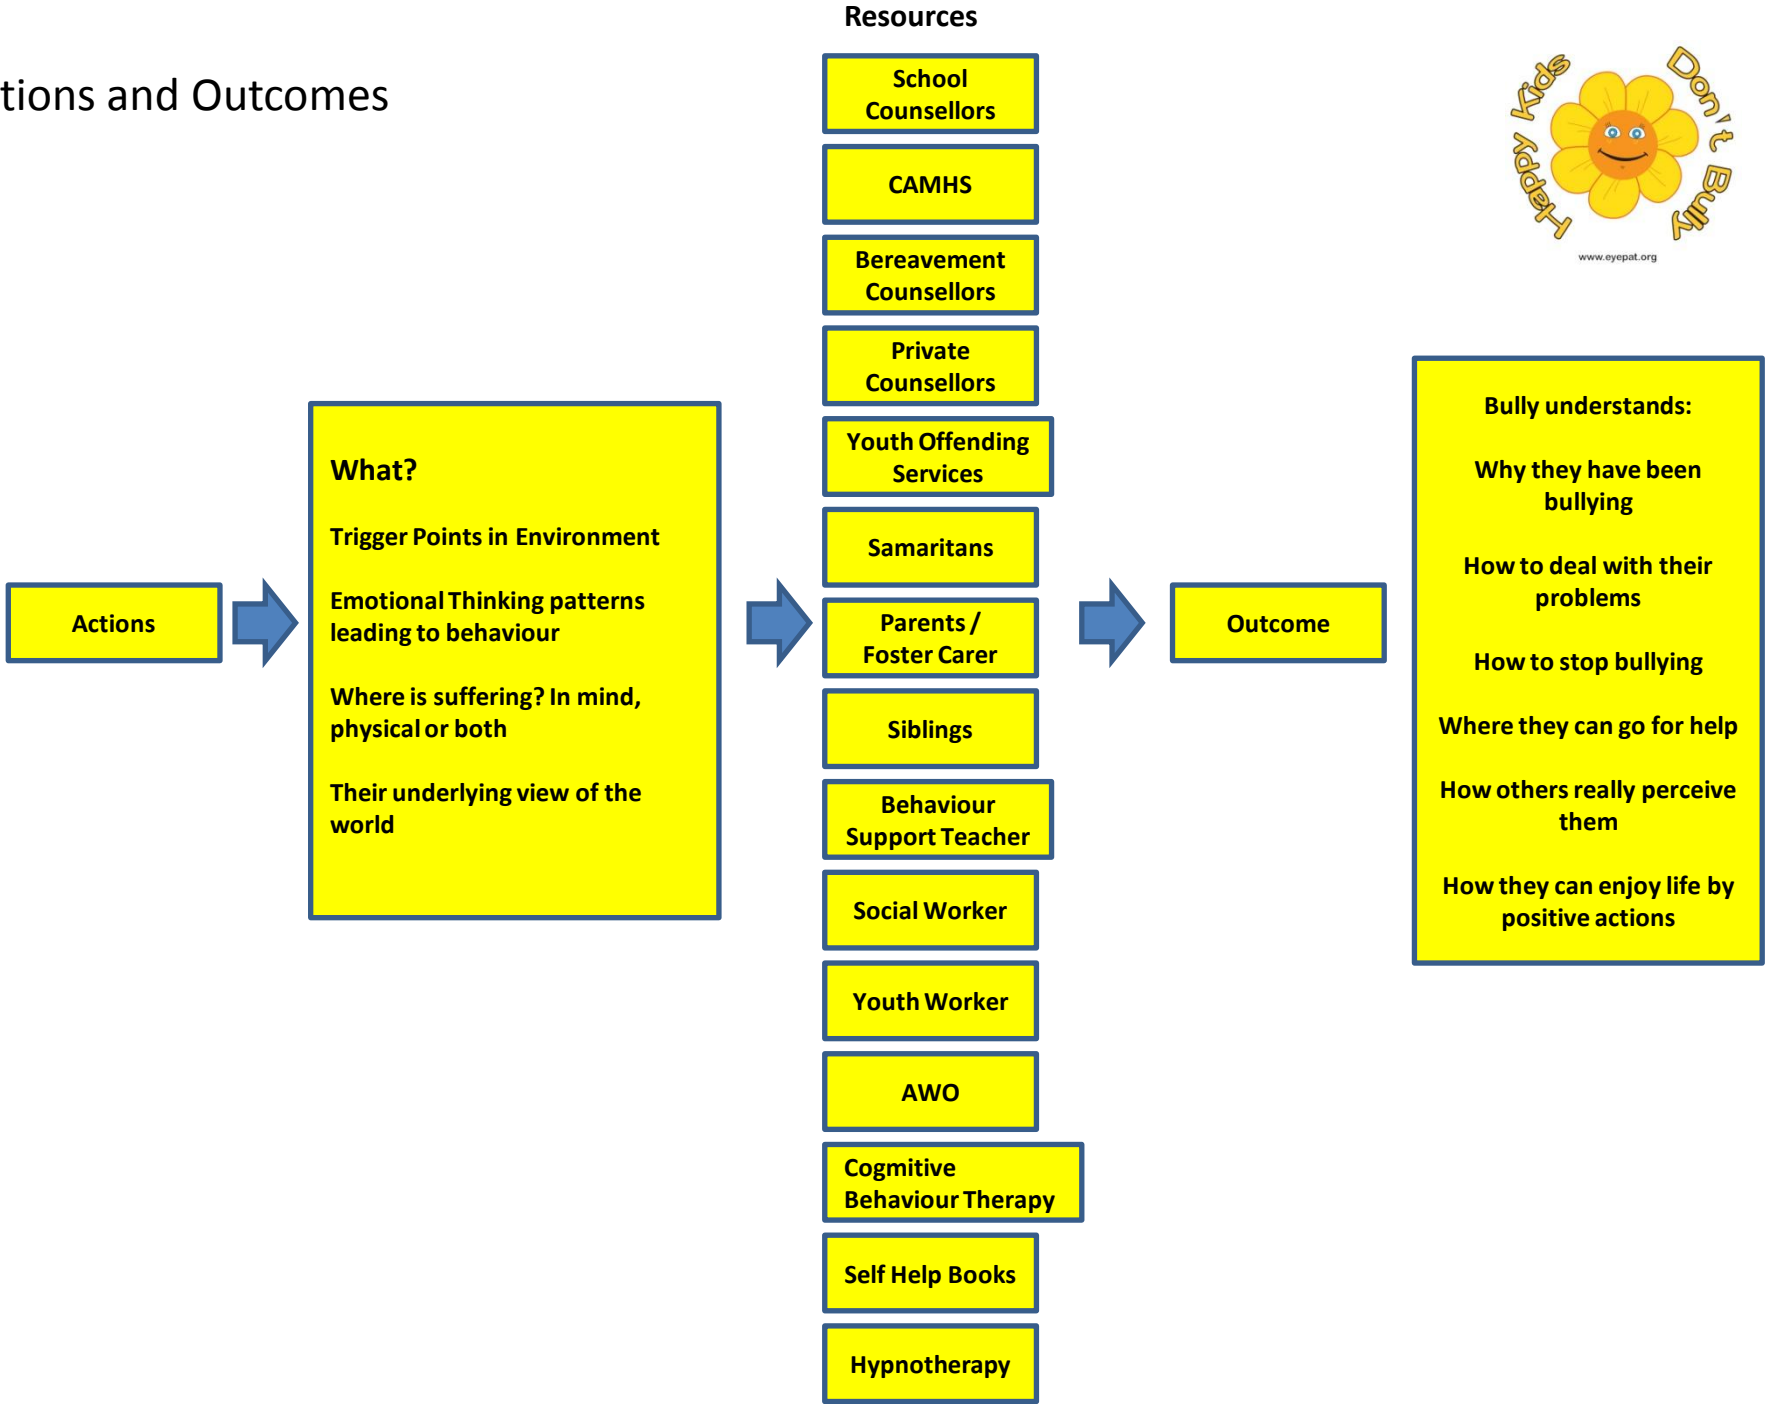 Resources
tions and Outcomes
School
Counsellors
CAMHS
Bereavement
Counsellors
Private
Counsellors
Youth Offending
Services
Samaritans
Parents /
Foster Carer
Siblings
Behaviour
Support Teacher
Social Worker
Youth Worker
AWO
Cogmitive
Behaviour Therapy
Self Help Books
Hypnotherapy
Happy Kids Don't Bully
www.eyepat.org
Actions
What?
Trigger Points in Environment
Emotional Thinking patterns
leading to behaviour
Where is suffering? In mind,
physical or both
Their underlying view of the
world
Outcome
Bully understands:
Why they have been
bullying
How to deal with their
problems
How to stop bullying
Where they can go for help
How others really perceive
them
How they can enjoy life by
positive actions